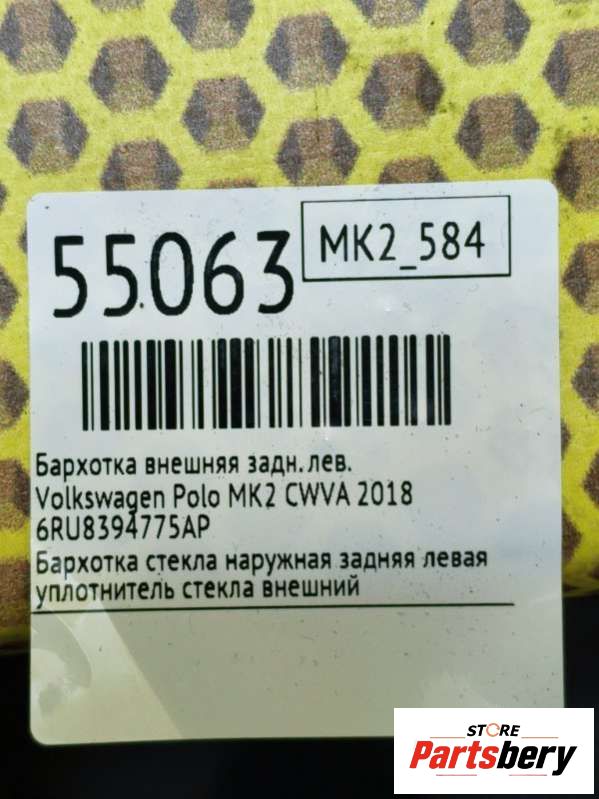 55063
MK2_584
Бархотка внешняя задн. лев.
Volkswagen Polo MK2 CWVA 2018
6RU8394775AP
Бархотка стекла наружная задняя левая
уплотнитель стекла внешний
STORE
Partsbery